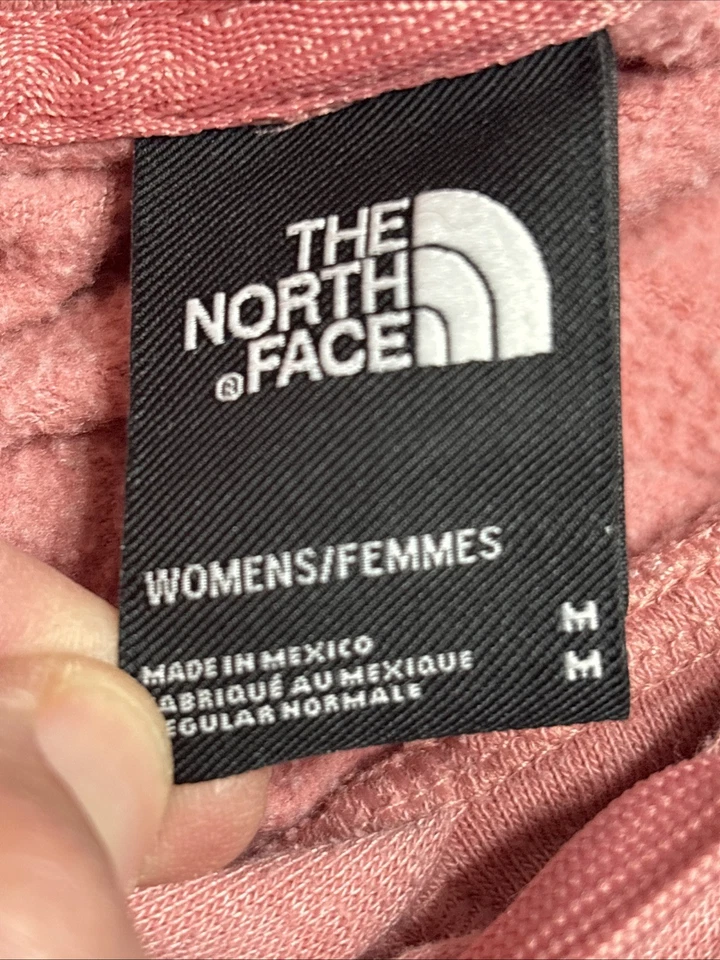 THE
NORTH
FACE
®
WOMENS/FEMMES
M
MADE IN MEXICO
M
ABRIQUÉ AU MEXIQUE
EGULAR NORMALE